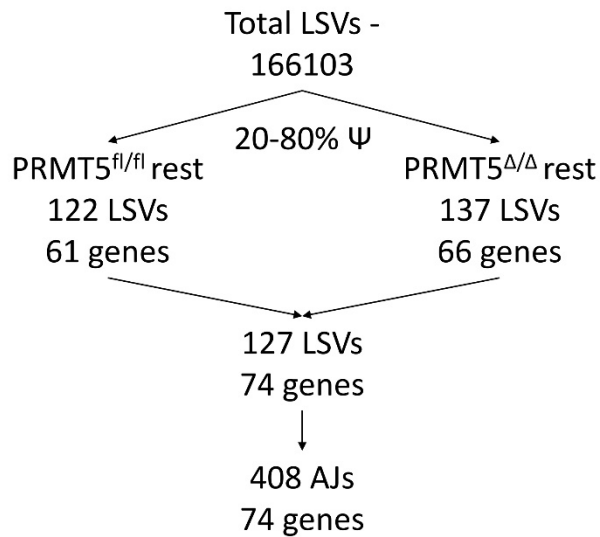 Total LSVs -
166103
20-80% Ψ
PRMT5fl/fl rest
122 LSVs
61 genes
PRMT5Δ/Δ rest
137 LSVs
66 genes
127 LSVs
74 genes
408 AJs
74 genes